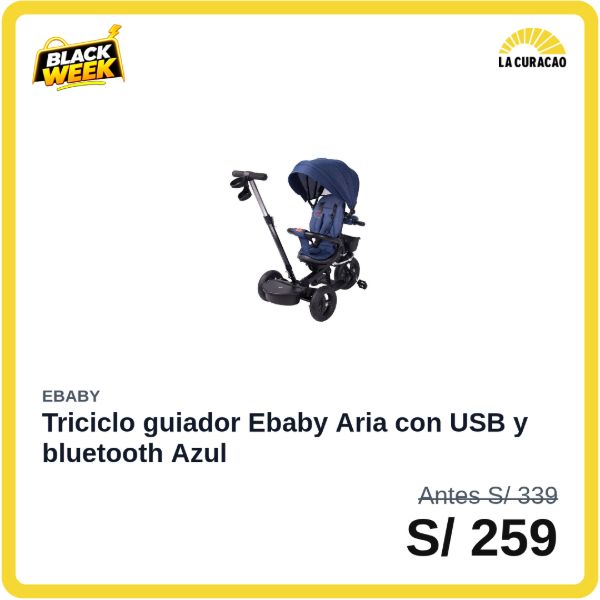 BLACK
WEEK
LA CURACAO
EBABY
Triciclo guiador Ebaby Aria con USB y
bluetooth Azul
Antes S/ 339
S/ 259